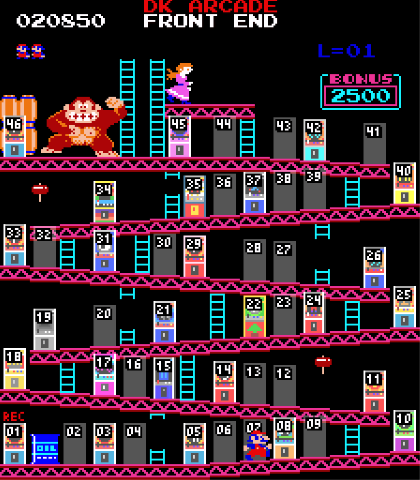 DK ARCADE
020850 FRONT END
L=01
BONUS
2500
46 45 44 43 42 41
40
34 35 36 37 38 39
33 32 31 30 29 28 27 26
25
19 20 21 22 23 24
18 17 16 15 14 13 12 11
REC
01 OIL 02 03 04 05 06 07 08 09 10